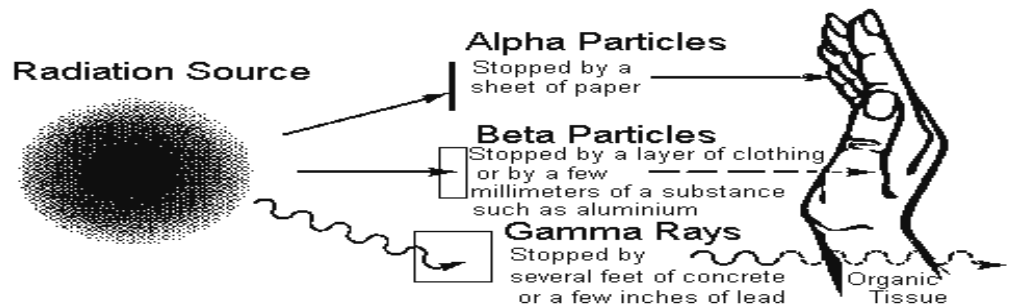 Radiation Source
Alpha Particles
Stopped by a
sheet of paper
Beta Particles
Stopped by a layer of clothing
or by a few
millimeters of a substance
such as aluminium
Gamma Rays
Stopped by
several feet of concrete
or a few inches of lead
Organic
Tissue